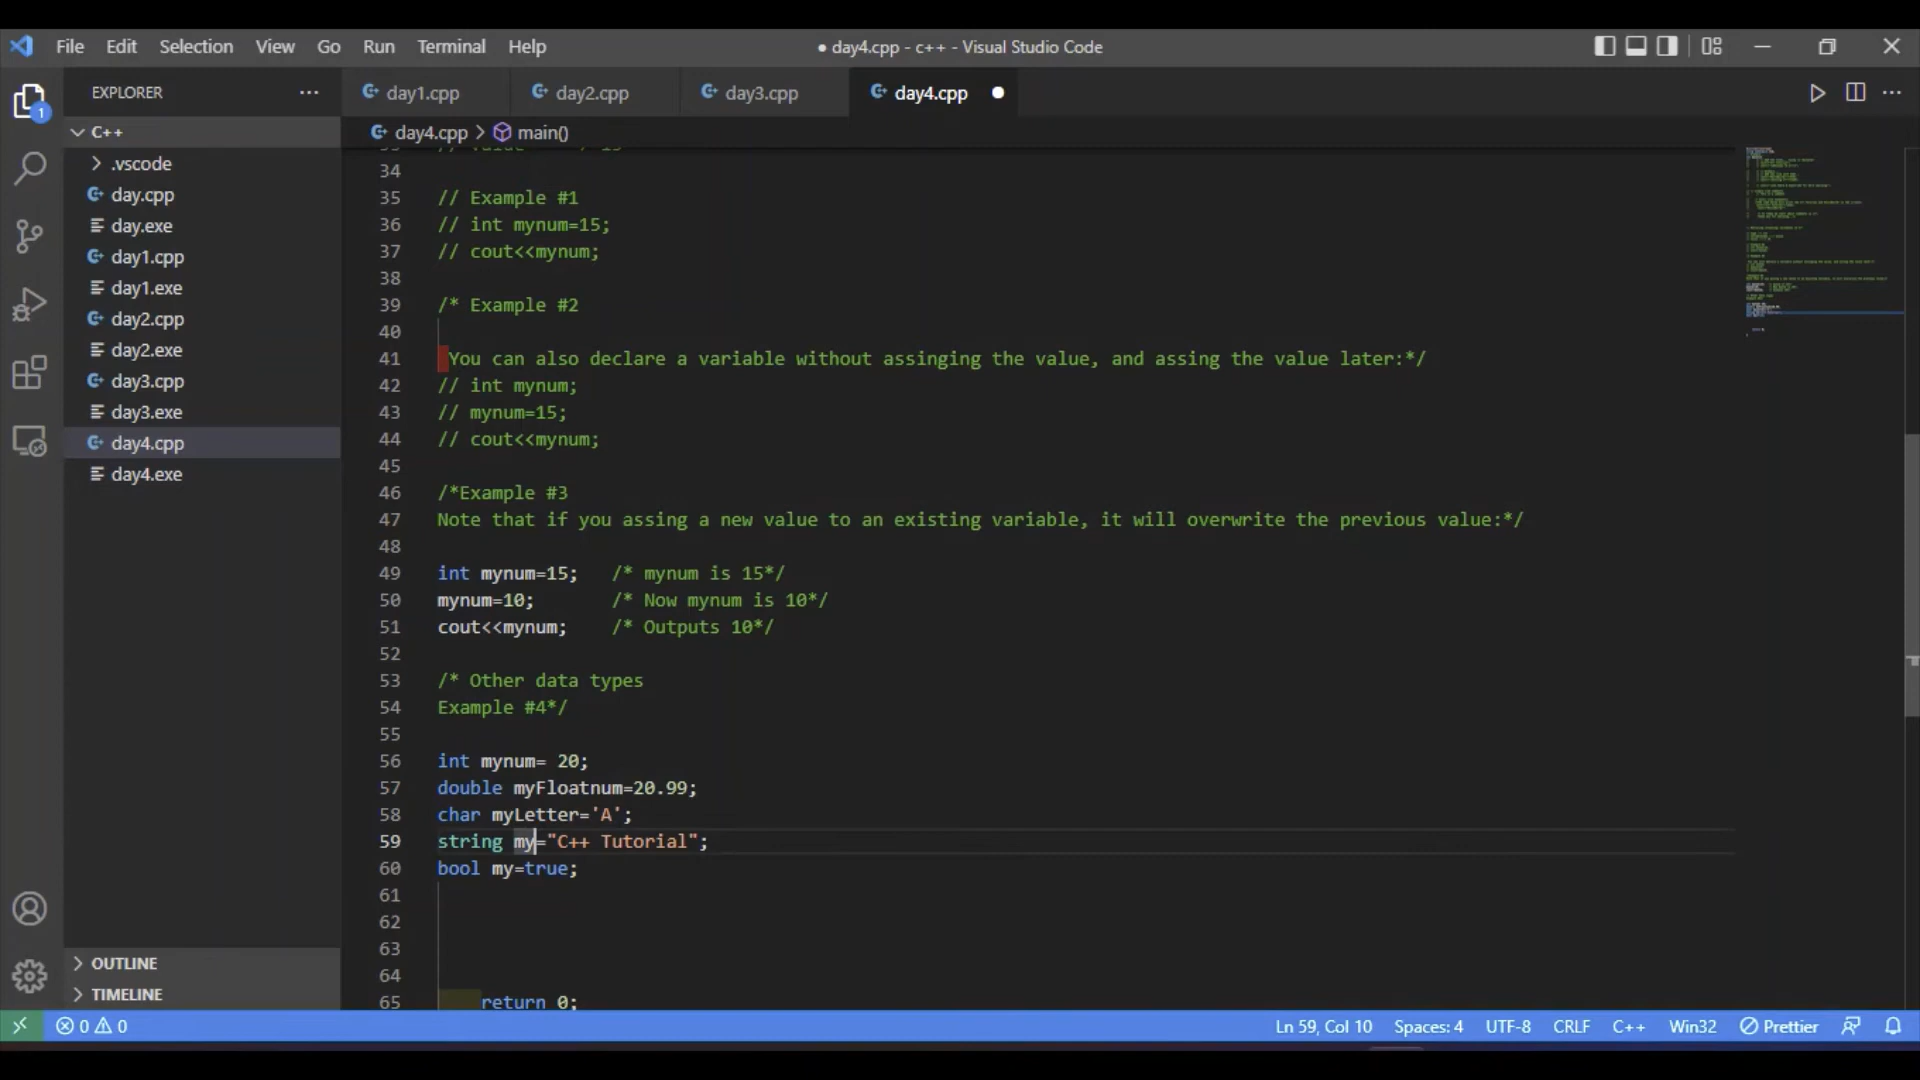 File Edit Selection View Go Run Terminal Help
● day4.cpp - c++ - Visual Studio Code
EXPLORER
day1.cpp
day2.cpp
day3.cpp
day4.cpp
C++
.vscode
day.cpp
day.exe
day1.cpp
day1.exe
day2.cpp
day2.exe
day3.cpp
day3.exe
day4.cpp
day4.exe
OUTLINE
TIMELINE
1
day4.cpp > main()
34
35 // Example #1
36 // int mynum=15;
37 // cout<<mynum;
38
39 /* Example #2
40
41 You can also declare a variable without assinging the value, and assing the value later:*/
42 // int mynum;
43 // mynum=15;
44 // cout<<mynum;
45
46 /*Example #3
47 Note that if you assing a new value to an existing variable, it will overwrite the previous value:*/
48
49 int mynum=15; /* mynum is 15*/
50 mynum=10; /* Now mynum is 10*/
51 cout<<mynum; /* Outputs 10*/
52
53 /* Other data types
54 Example #4*/
55
56 int mynum= 20;
57 double myFloatnum=20.99;
58 char myLetter='A';
59 string my="C++ Tutorial";
60 bool my=true;
61
62
63
64
65 return 0;
0 0
Ln 59, Col 10 Spaces: 4 UTF-8 CRLF C++ Win32 Prettier